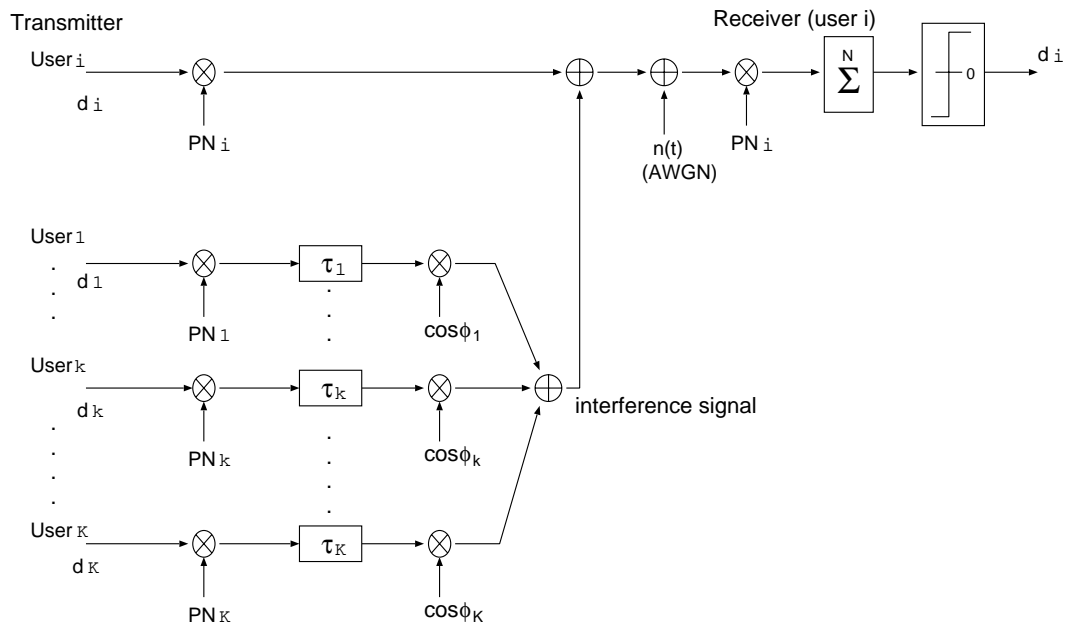 Transmitter
Receiver (user i)
User i
d i
PN i
N
Σ
0
d i
PN i
n(t)
(AWGN)
User 1
d 1
PN 1
τ1
cosϕ1
User k
d k
PN k
τk
cosϕk
interference signal
User K
d K
PN K
τK
cosϕK